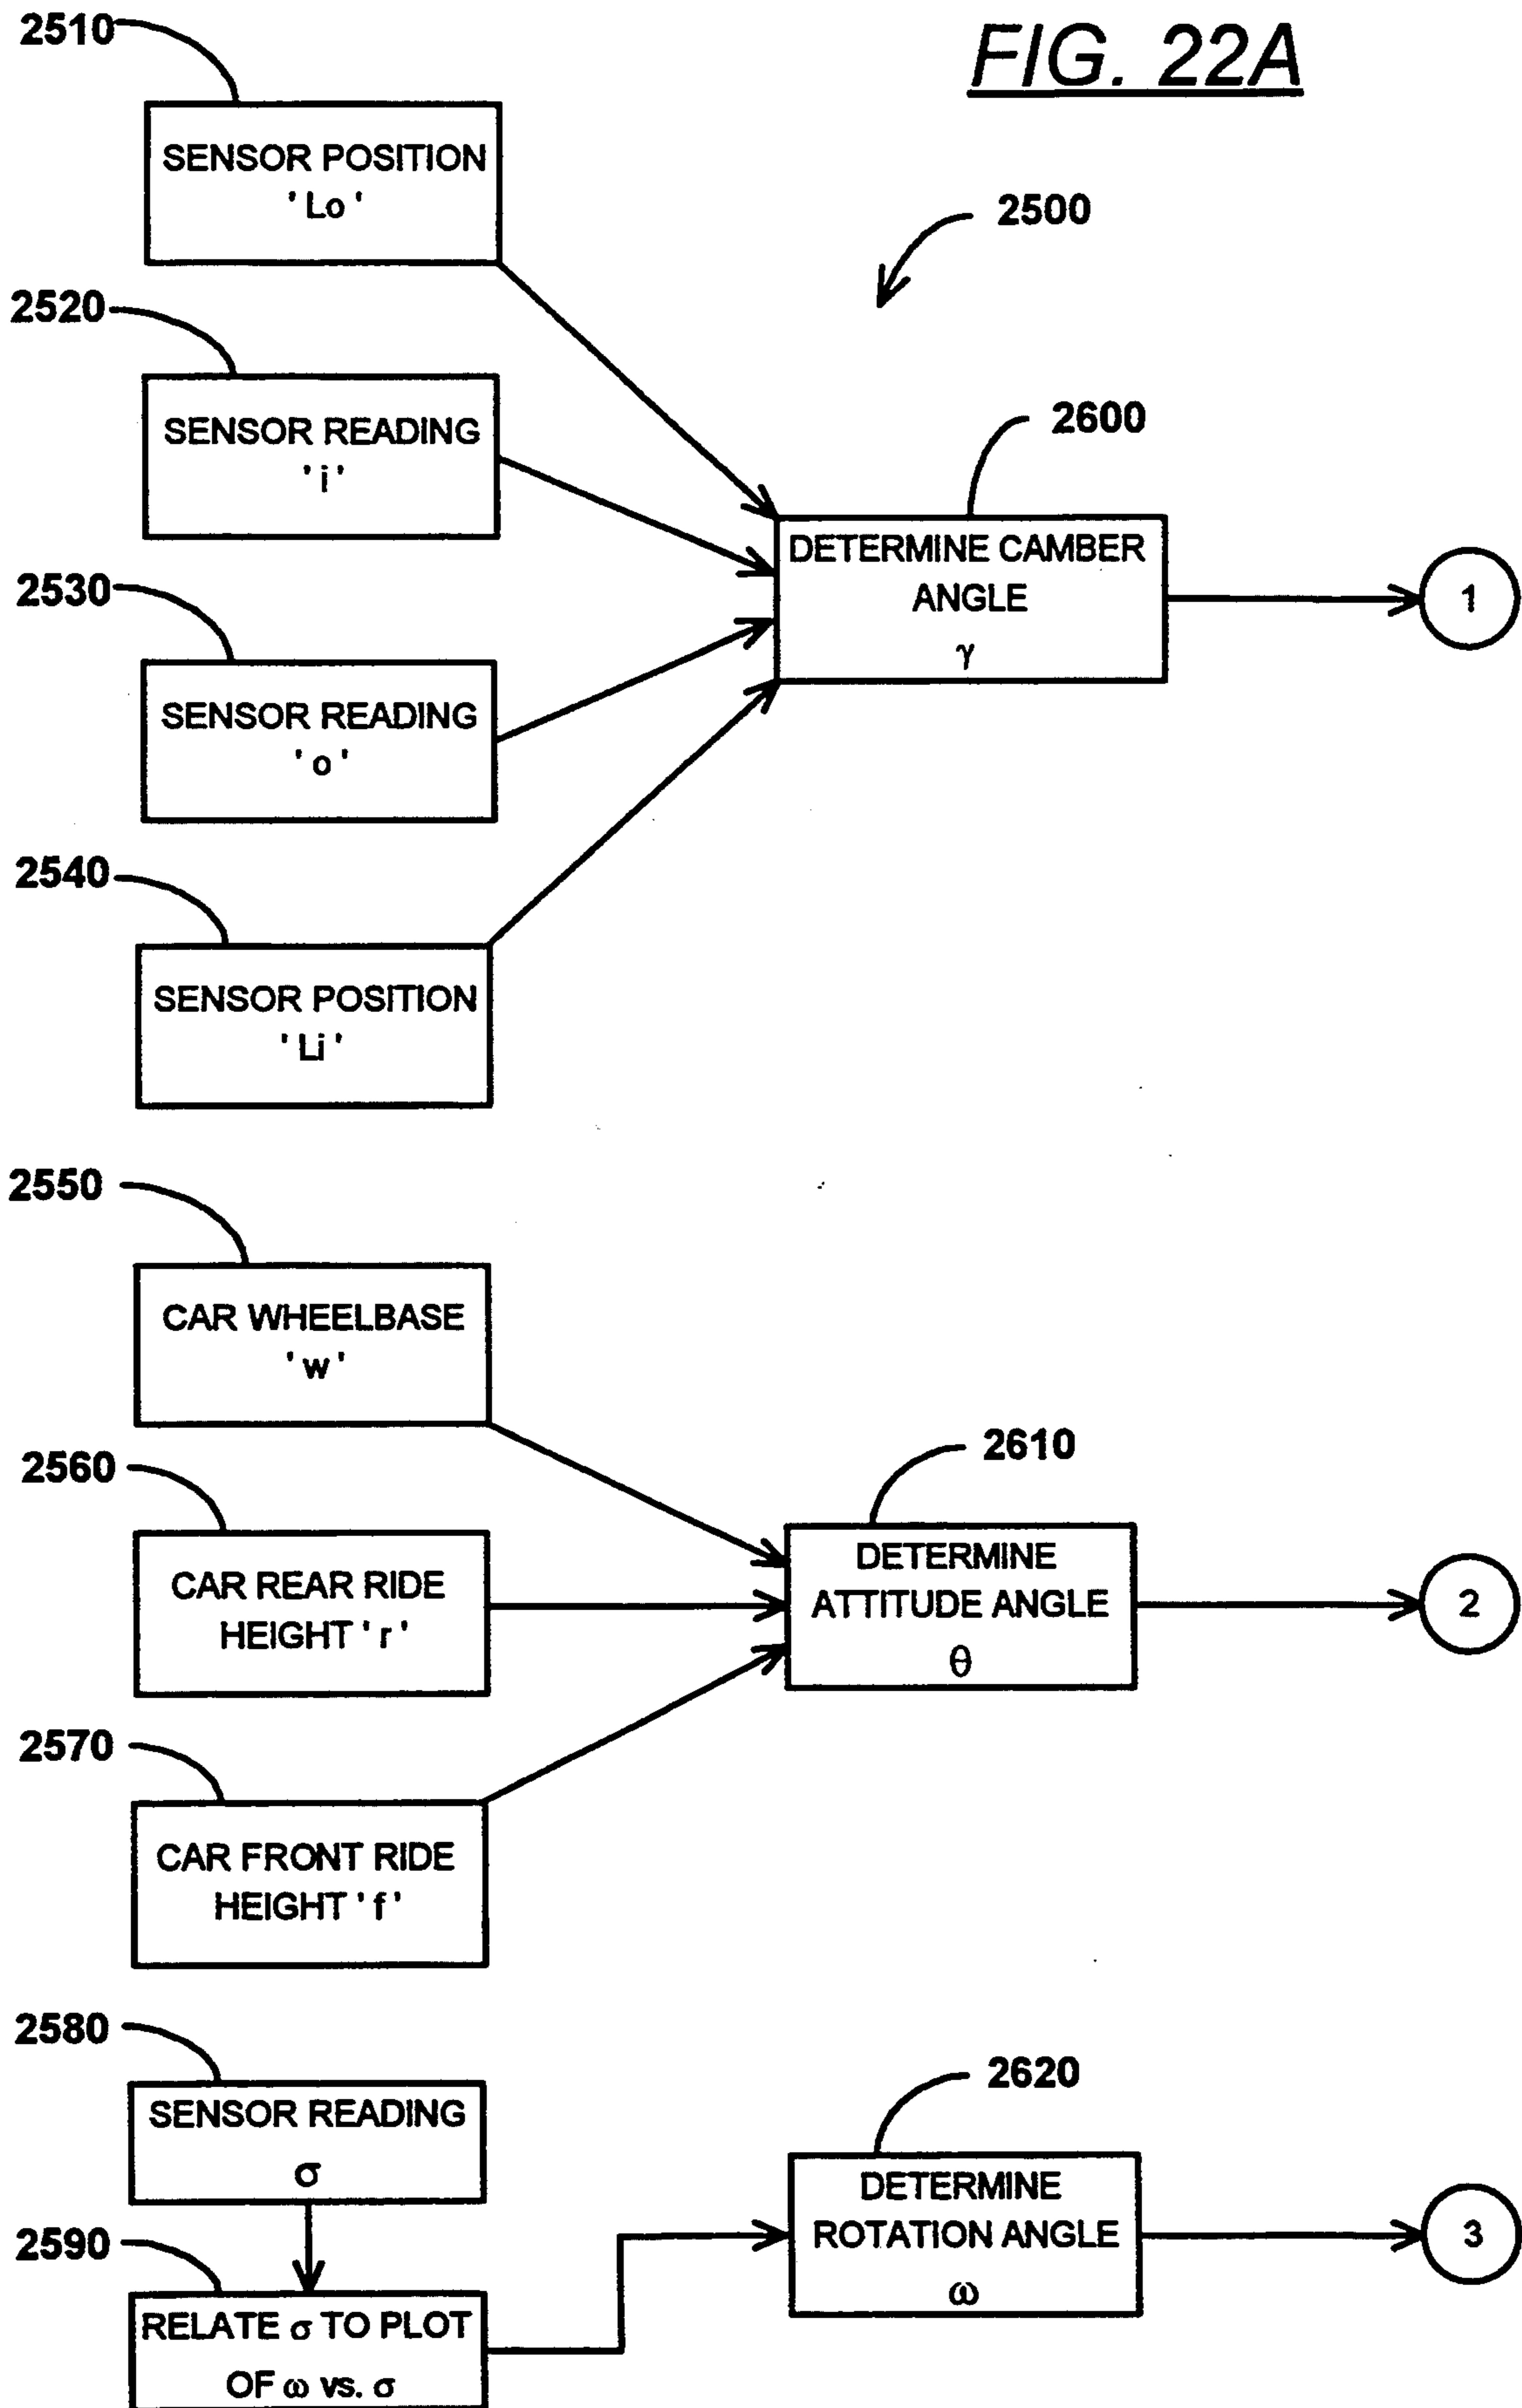 FIG. 22A
2510
SENSOR POSITION
' Lo '
2500
2520
SENSOR READING
' i '
2600
DETERMINE CAMBER
ANGLE
γ
1
2530
SENSOR READING
' o '
2540
SENSOR POSITION
' Li '
2550
CAR WHEELBASE
' w '
2560
CAR REAR RIDE
HEIGHT ' r '
2610
DETERMINE
ATTITUDE ANGLE
θ
2
2570
CAR FRONT RIDE
HEIGHT ' f '
2580
SENSOR READING
σ
2590
RELATE σ TO PLOT
OF ω vs. σ
2620
DETERMINE
ROTATION ANGLE
ω
3